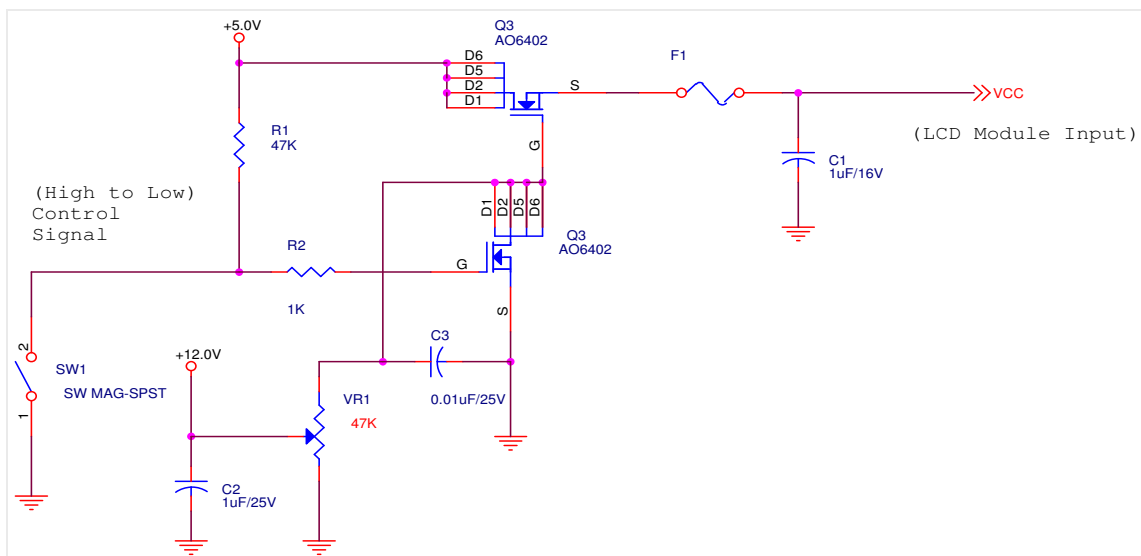 +5.0V
Q3
AO6402
F1
D6
D5
D2
D1
S
VCC
(LCD Module Input)
R1
47K
G
C1
1uF/16V
(High to Low)
Control
Signal
D1
D2
D5
D6
Q3
AO6402
R2
G
1K
S
C3
+12.0V
2
SW1
SW MAG-SPST
0.01uF/25V
VR1
47K
1
C2
1uF/25V